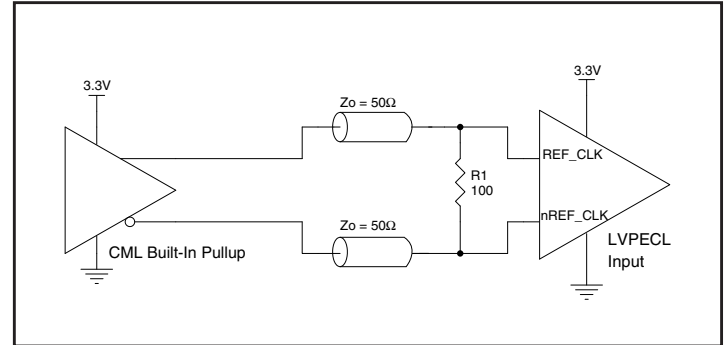 3.3V
3.3V
Zo = 50Ω
REF_CLK
R1
100
nREF_CLK
Zo = 50Ω
CML Built-In Pullup
LVPECL
Input